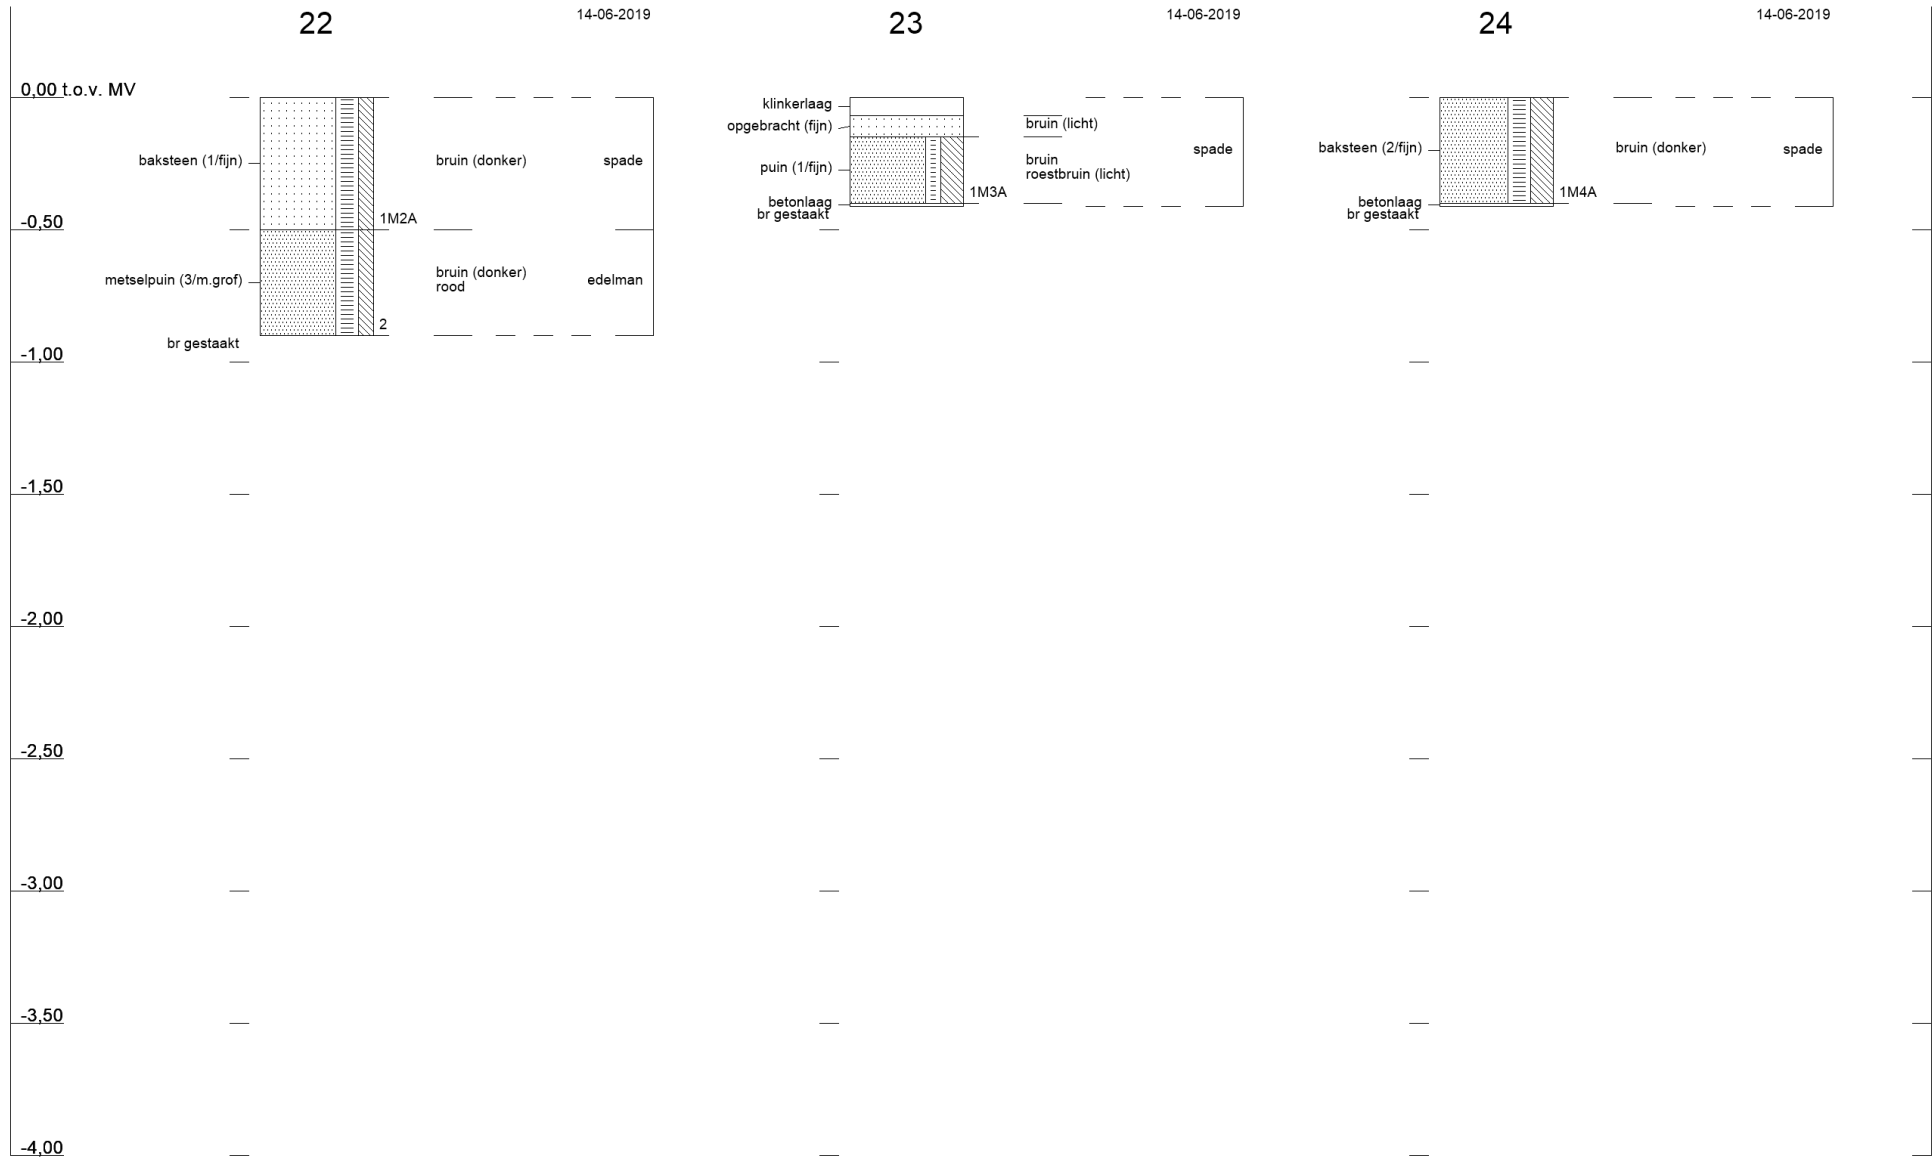 22
14-06-2019
23
14-06-2019
24
14-06-2019
0,00 t.o.v. MV
-0,50
-1,00
-1,50
-2,00
-2,50
-3,00
-3,50
-4,00
baksteen (1/fijn)
bruin (donker)
spade
1M2A
metselpuin (3/m.grof)
bruin (donker)
rood
edelman
2
br gestaakt
klinkerlaag
opgebracht (fijn)
bruin (licht)
puin (1/fijn)
bruin
roestbruin (licht)
spade
1M3A
betonlaag
br gestaakt
baksteen (2/fijn)
bruin (donker)
spade
1M4A
betonlaag
br gestaakt